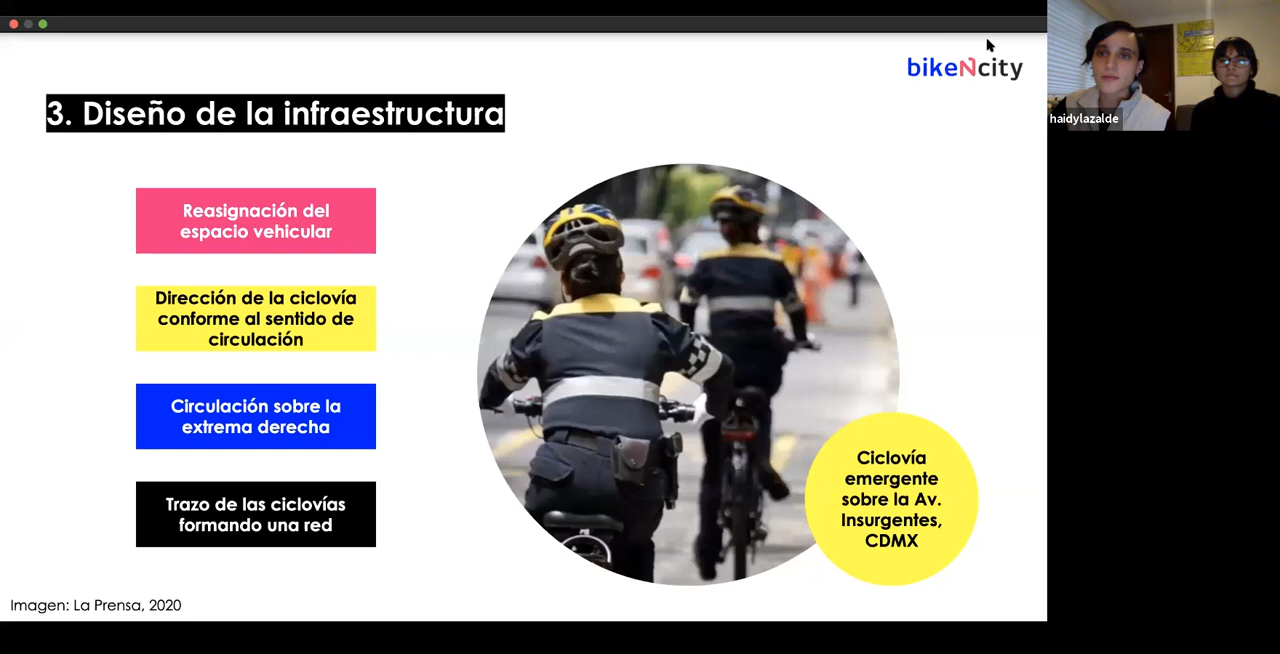 bikeNcity
3. Diseño de la infraestructura
Reasignación del
espacio vehicular
Dirección de la ciclovía
conforme al sentido de
circulación
Circulación sobre la
extrema derecha
Trazo de las ciclovías
formando una red
Ciclovía
emergente
sobre la Av.
Insurgentes,
CDMX
Imagen: La Prensa, 2020
haidylazalde